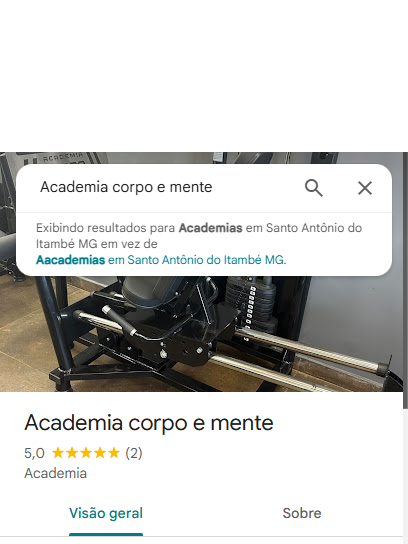 ACADEMIA
Academia corpo e mente
Exibindo resultados para Academias em Santo Antônio do
Itambé MG em vez de
Aacademias em Santo Antônio do Itambé MG.
Academia corpo e mente
5,0 ★★★★★ (2)
Academia
Visão geral Sobre